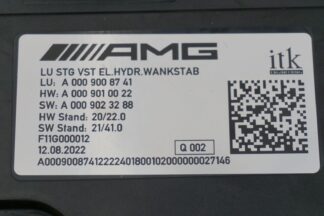 AMG itk
ENGINEERING
LU STG VST EL.HYDR.WANKSTAB
LU: A 000 900 87 41
HW: A 000 901 00 22
SW: A 000 902 32 88
HW Stand: 20/22.0
SW Stand: 21/41.0
F11G000012
12.08.2022 Q 002
A0009008741222240180010200000027146